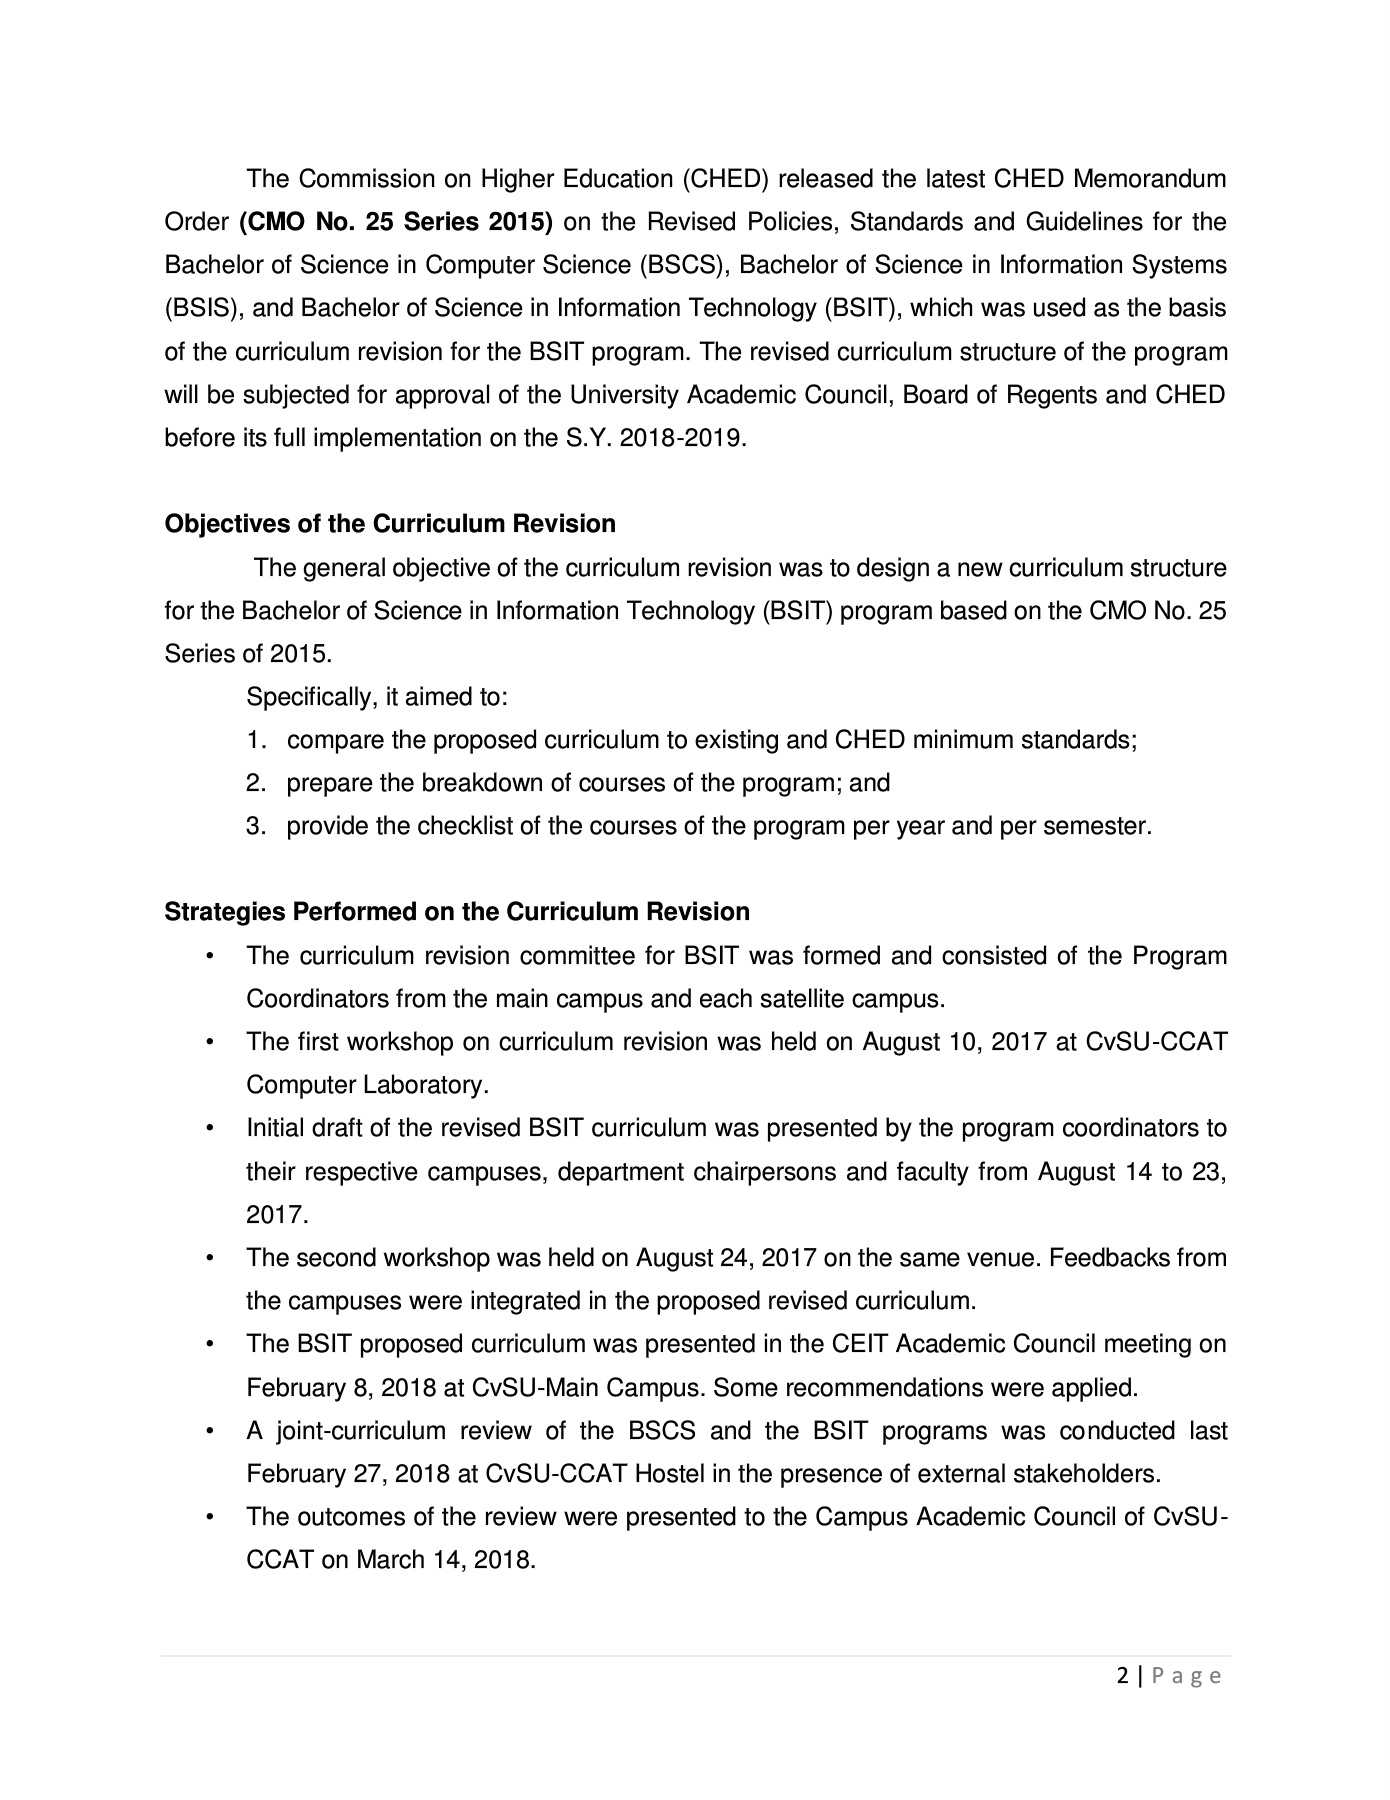 The Commission on Higher Education (CHED) released the latest CHED Memorandum
Order (CMO No. 25 Series 2015) on the Revised Policies, Standards and Guidelines for the
Bachelor of Science in Computer Science (BSCS), Bachelor of Science in Information Systems
(BSIS), and Bachelor of Science in Information Technology (BSIT), which was used as the basis
of the curriculum revision for the BSIT program. The revised curriculum structure of the program
will be subjected for approval of the University Academic Council, Board of Regents and CHED
before its full implementation on the S.Y. 2018-2019.
Objectives of the Curriculum Revision
The general objective of the curriculum revision was to design a new curriculum structure
for the Bachelor of Science in Information Technology (BSIT) program based on the CMO No. 25
Series of 2015.
Specifically, it aimed to:
1. compare the proposed curriculum to existing and CHED minimum standards;
2. prepare the breakdown of courses of the program; and
3. provide the checklist of the courses of the program per year and per semester.
Strategies Performed on the Curriculum Revision
• The curriculum revision committee for BSIT was formed and consisted of the Program
Coordinators from the main campus and each satellite campus.
• The first workshop on curriculum revision was held on August 10, 2017 at CvSU-CCAT
Computer Laboratory.
• Initial draft of the revised BSIT curriculum was presented by the program coordinators to
their respective campuses, department chairpersons and faculty from August 14 to 23,
2017.
• The second workshop was held on August 24, 2017 on the same venue. Feedbacks from
the campuses were integrated in the proposed revised curriculum.
• The BSIT proposed curriculum was presented in the CEIT Academic Council meeting on
February 8, 2018 at CvSU-Main Campus. Some recommendations were applied.
• A joint-curriculum review of the BSCS and the BSIT programs was conducted last
February 27, 2018 at CvSU-CCAT Hostel in the presence of external stakeholders.
• The outcomes of the review were presented to the Campus Academic Council of CvSU-
CCAT on March 14, 2018.
2 | Page